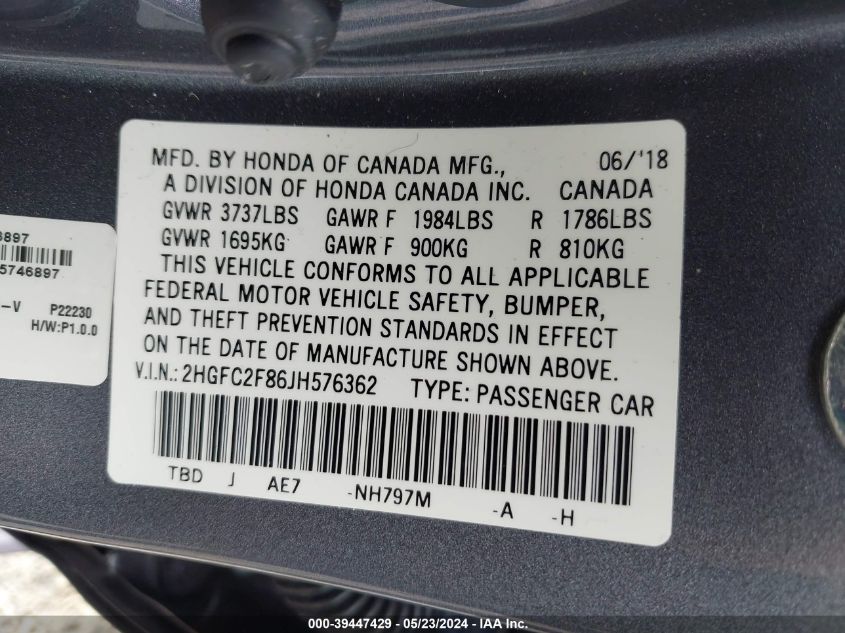 MFD. BY HONDA OF CANADA MFG., 06/'18
A DIVISION OF HONDA CANADA INC. CANADA
GVWR 3737LBS GAWR F 1984LBS R 1786LBS
GVWR 1695KG GAWR F 900KG R 810KG
THIS VEHICLE CONFORMS TO ALL APPLICABLE
FEDERAL MOTOR VEHICLE SAFETY, BUMPER,
AND THEFT PREVENTION STANDARDS IN EFFECT
ON THE DATE OF MANUFACTURE SHOWN ABOVE.
V.I.N.: 2HGFC2F86JH576362 TYPE: PASSENGER CAR
TBD J AE7 -NH797M -A -H
6897
5746897
-V P22230
H/W:P1.0.0
000-39447429 - 05/23/2024 - IAAI.com.